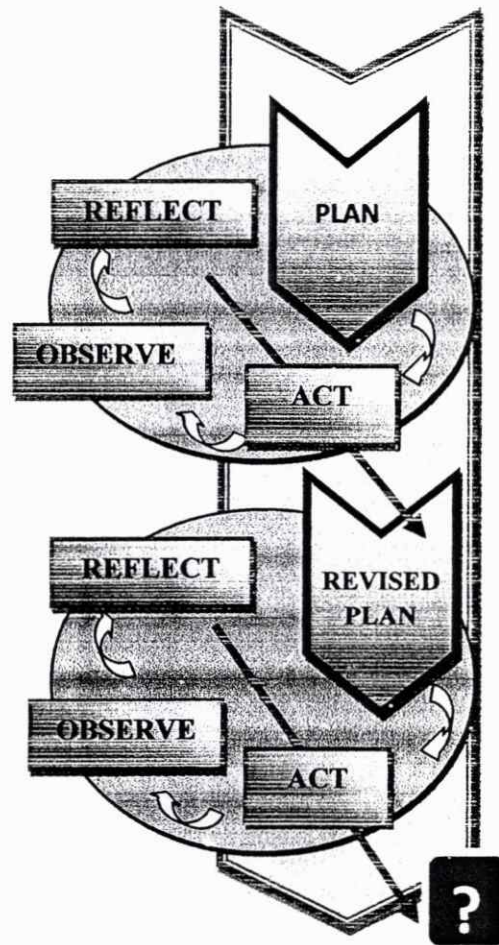 PLAN
REFLECT
OBSERVE
ACT
REVISED
PLAN
REFLECT
OBSERVE
ACT
?